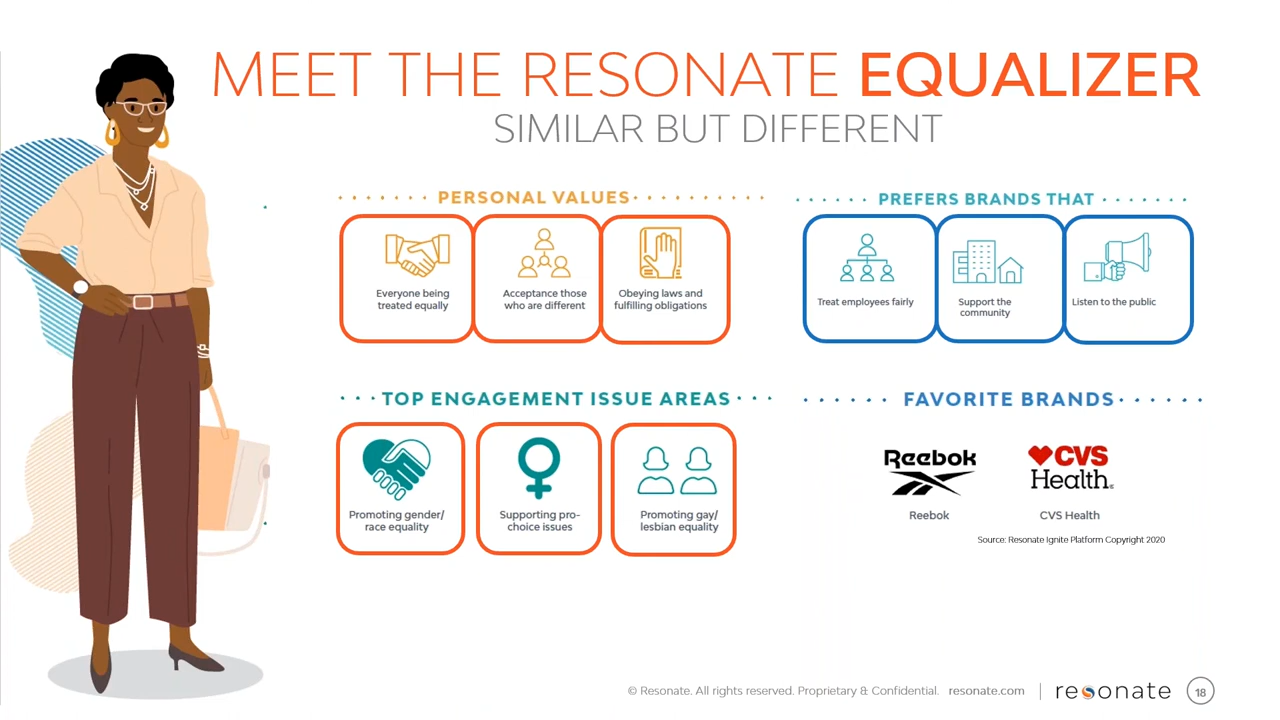 MEET THE RESONATE EQUALIZER
SIMILAR BUT DIFFERENT
PERSONAL VALUES
Everyone being
treated equally
Acceptance those
who are different
Obeying laws and
fulfilling obligations
PREFERS BRANDS THAT
Treat employees fairly
Support the
community
Listen to the public
TOP ENGAGEMENT ISSUE AREAS
Promoting gender/
race equality
Supporting pro-
choice issues
Promoting gay/
lesbian equality
FAVORITE BRANDS
Reebok
Reebok
CVS
Health
CVS Health
Source: Resonate Ignite Platform Copyright 2020
© Resonate. All rights reserved. Proprietary & Confidential. resonate.com
resonate
18